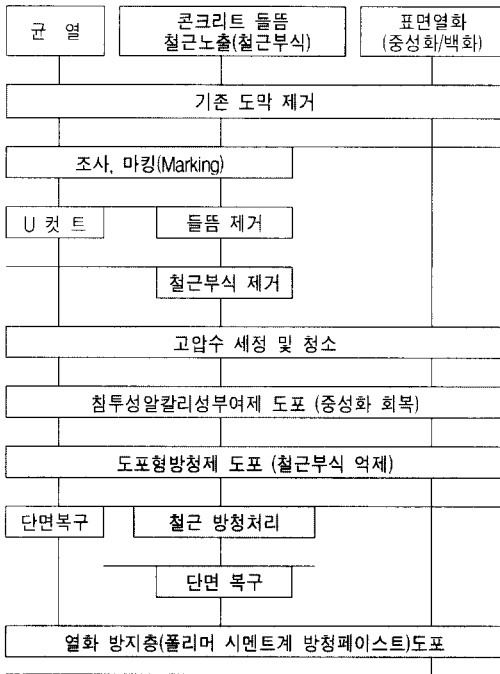 균 열
콘크리트 들뜸
철근노출(철근부식)
표면열화
(중성화/백화)
기존 도막 제거
조사, 마킹(Marking)
U 컷 트
들뜸 제거
철근부식 제거
고압수 세정 및 청소
침투성알칼리성부여제 도포 (중성화 회복)
도포형방청제 도포 (철근부식 억제)
단면복구
철근 방청처리
단면 복구
열화 방지층(폴리머 시멘트계 방청페이스트)도포